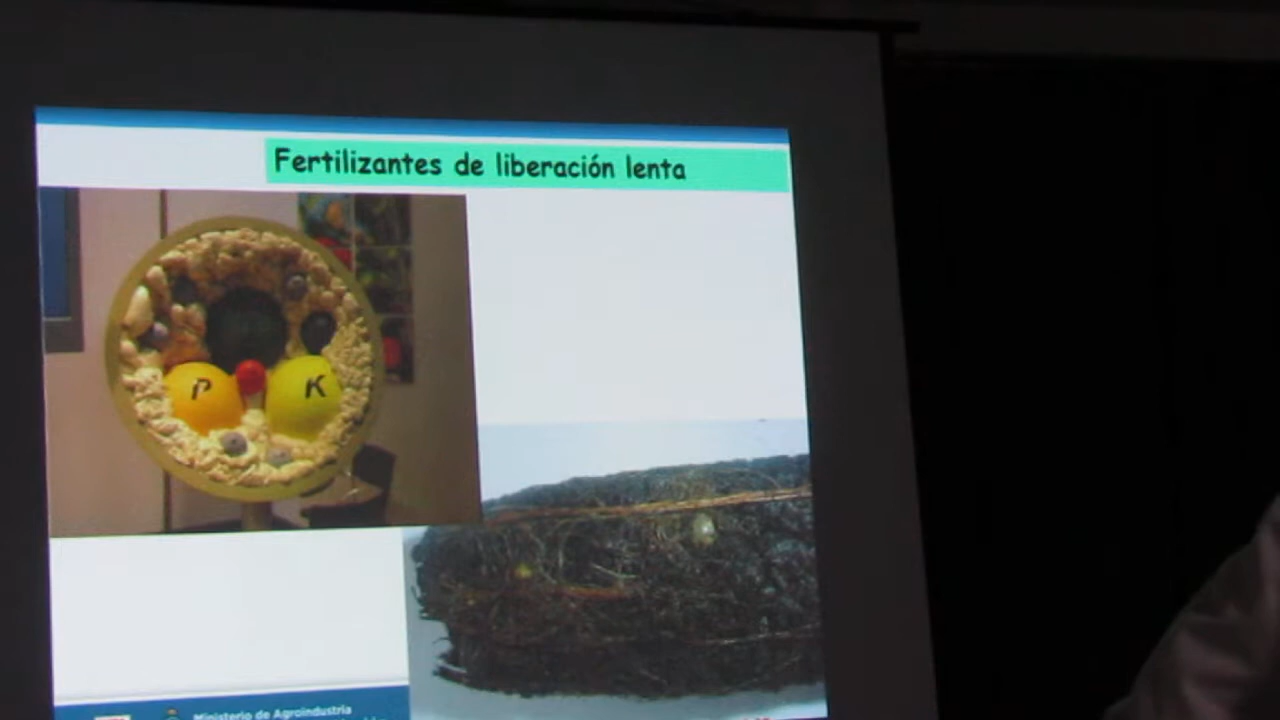 Fertilizantes de liberación lenta
P K
Ministerio de Agroindustria